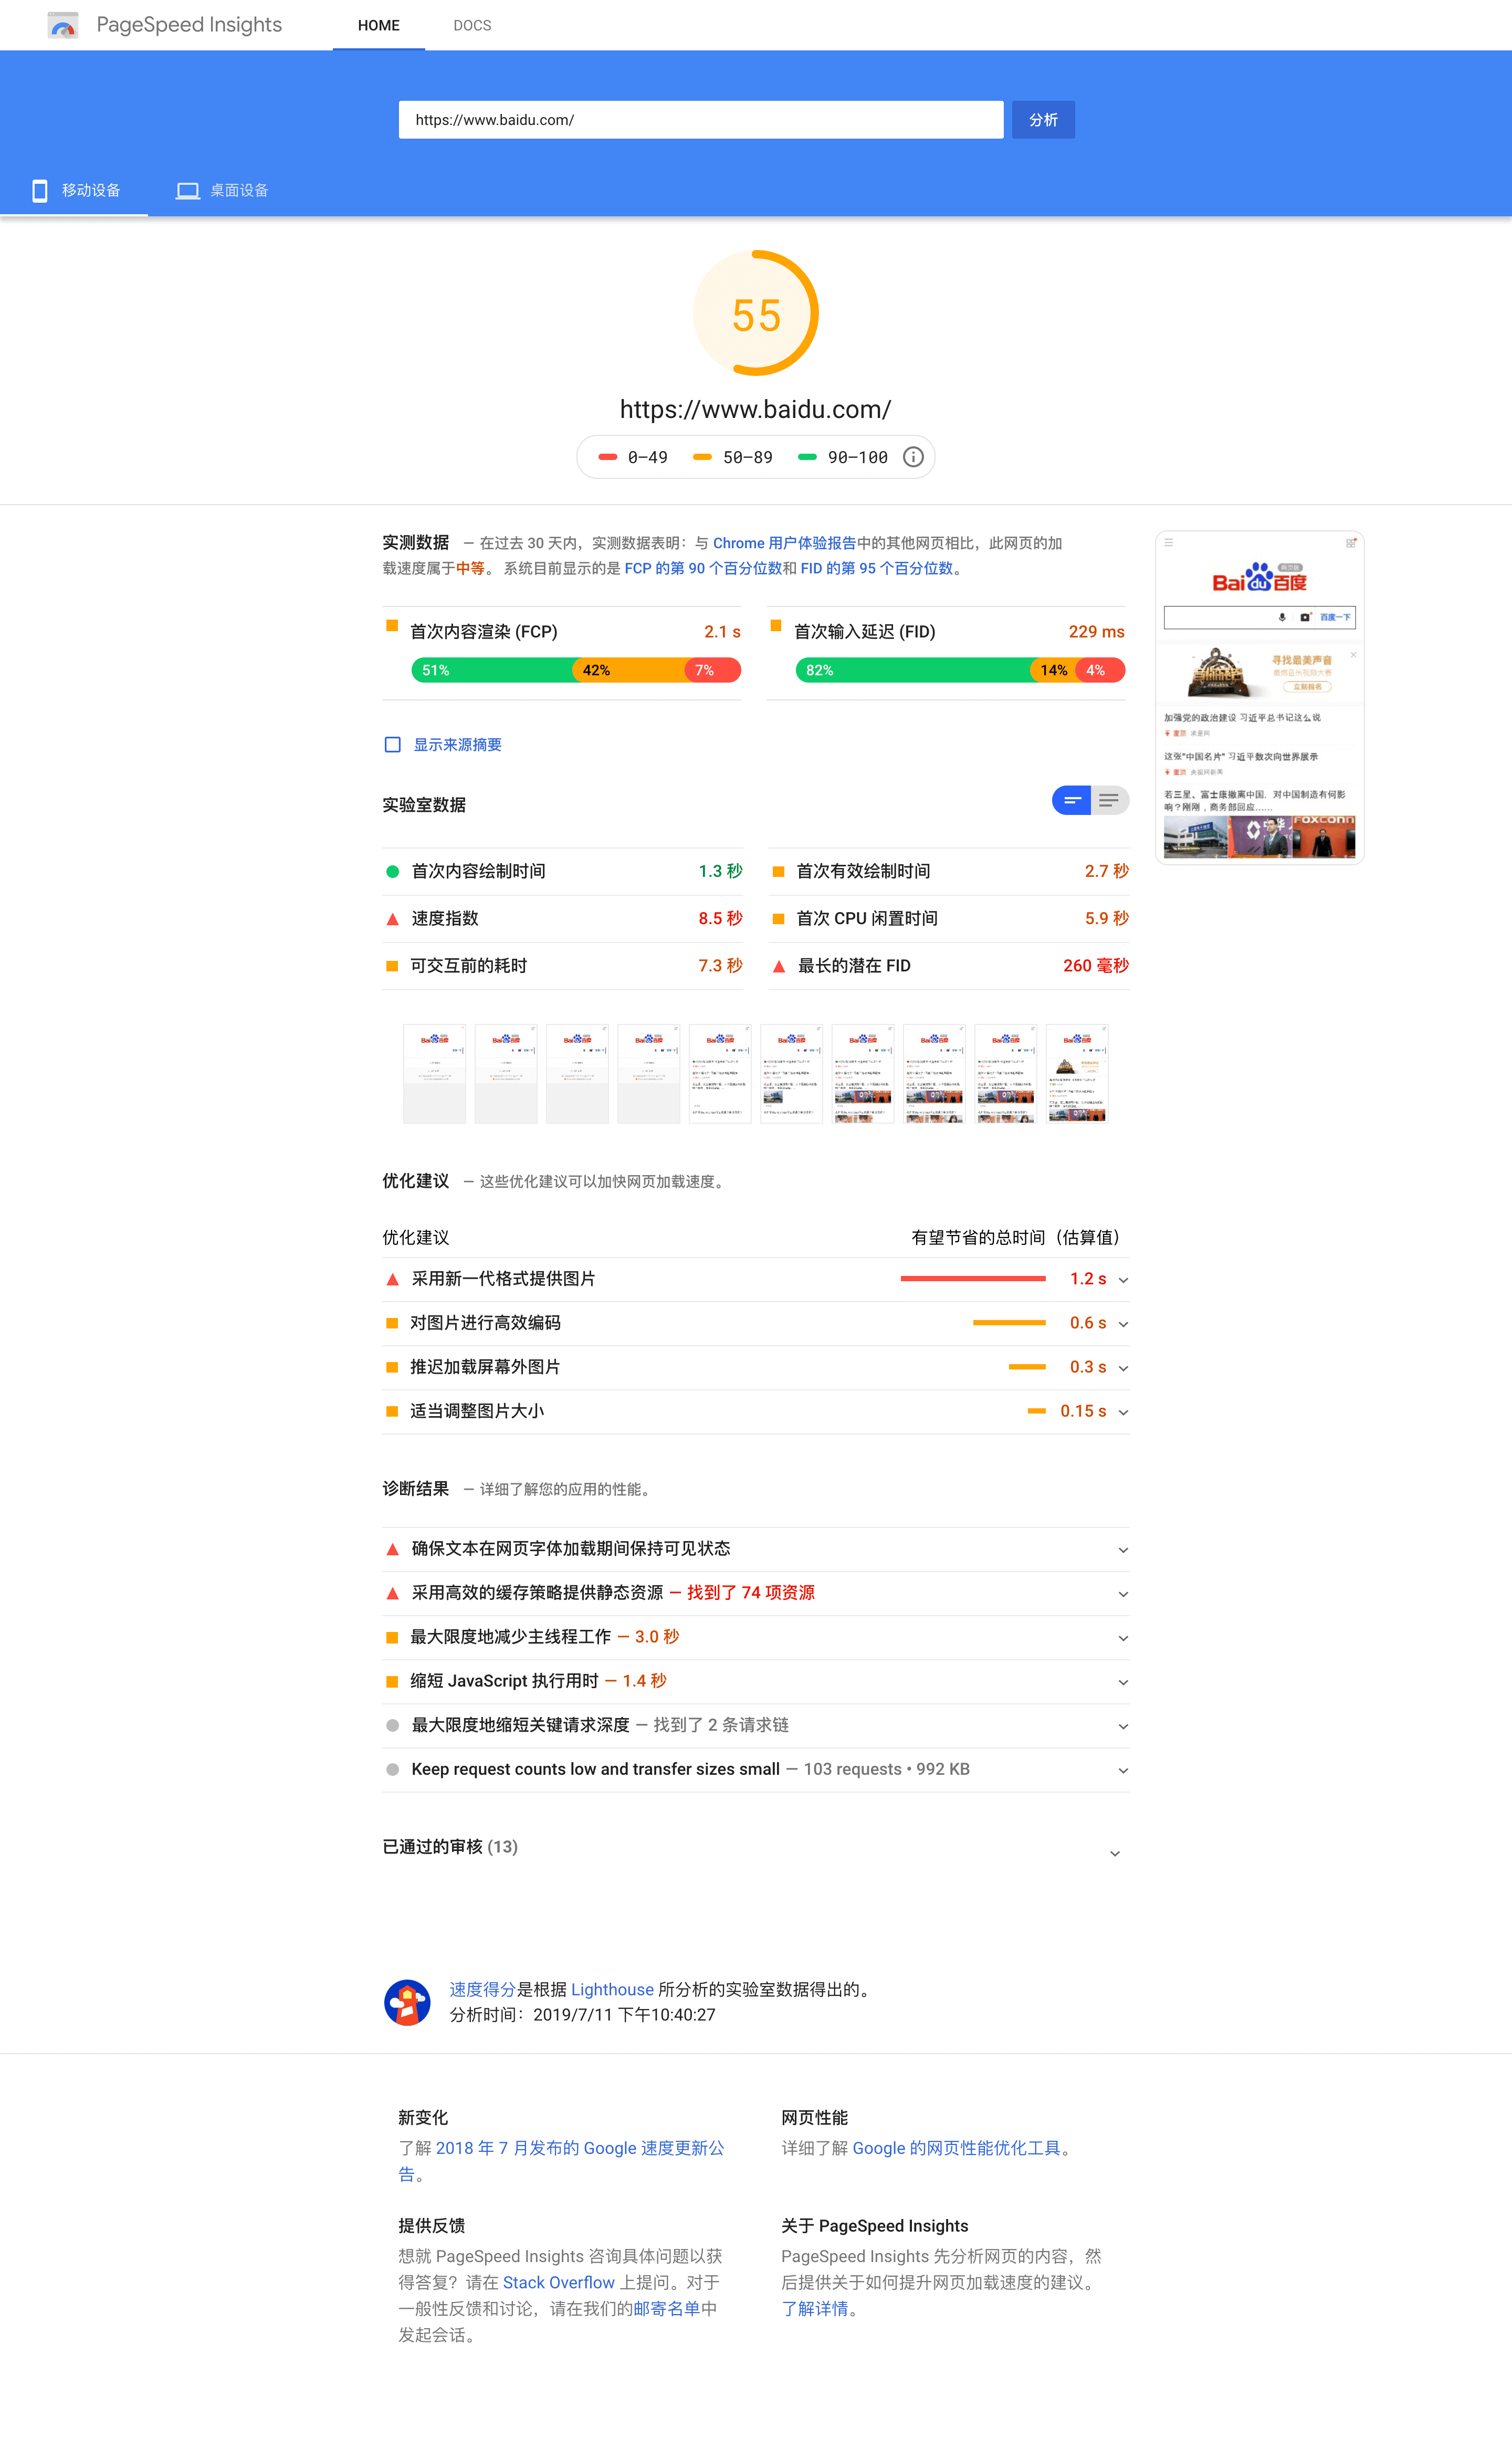 PageSpeed Insights
HOME
DOCS
https://www.baidu.com/
分析
移动设备
桌面设备
55
https://www.baidu.com/
0–49
50–89
90–100
实测数据 — 在过去 30 天内，实测数据表明：与 Chrome 用户体验报告中的其他网页相比，此网页的加
载速度属于中等。 系统目前显示的是 FCP 的第 90 个百分位数和 FID 的第 95 个百分位数。
首次内容渲染 (FCP)
2.1 s
51%
42%
7%
首次输入延迟 (FID)
229 ms
82%
14%
4%
显示来源摘要
网页版
Bai du 百度
百度一下
寻找最美声音
立刻报名
加强党的政治建设 习近平总书记这么说
置顶 求是网
这张“中国名片” 习近平数次向世界展示
置顶 央视网新闻
若三星、富士康撤离中国，对中国制造有何影
响？刚刚，商务部回应……
FOXCONN
实验室数据
首次内容绘制时间
1.3 秒
首次有效绘制时间
2.7 秒
速度指数
8.5 秒
首次 CPU 闲置时间
5.9 秒
可交互前的耗时
7.3 秒
最长的潜在 FID
260 毫秒
优化建议 — 这些优化建议可以加快网页加载速度。
优化建议
有望节省的总时间（估算值）
采用新一代格式提供图片
1.2 s
对图片进行高效编码
0.6 s
推迟加载屏幕外图片
0.3 s
适当调整图片大小
0.15 s
诊断结果 — 详细了解您的应用的性能。
确保文本在网页字体加载期间保持可见状态
采用高效的缓存策略提供静态资源 — 找到了 74 项资源
最大限度地减少主线程工作 — 3.0 秒
缩短 JavaScript 执行用时 — 1.4 秒
最大限度地缩短关键请求深度 — 找到了 2 条请求链
Keep request counts low and transfer sizes small — 103 requests • 992 KB
已通过的审核 (13)
速度得分是根据 Lighthouse 所分析的实验室数据得出的。
分析时间：2019/7/11 下午10:40:27
新变化
了解 2018 年 7 月发布的 Google 速度更新公
告。
网页性能
详细了解 Google 的网页性能优化工具。
提供反馈
想就 PageSpeed Insights 咨询具体问题以获
得答复？请在 Stack Overflow 上提问。对于
一般性反馈和讨论，请在我们的邮寄名单中
发起会话。
关于 PageSpeed Insights
PageSpeed Insights 先分析网页的内容，然
后提供关于如何提升网页加载速度的建议。
了解详情。